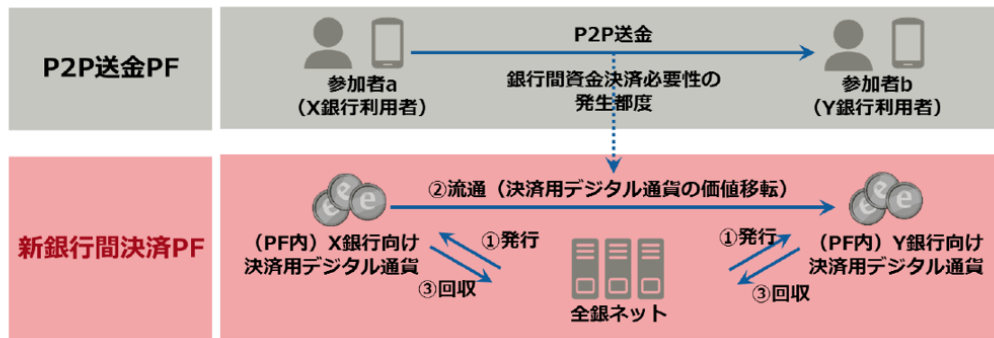 P2P送金PF
P2P送金
参加者a
（X銀行利用者）
銀行間資金決済必要性の
発生都度
参加者b
（Y銀行利用者）
新銀行間決済PF
②流通（決済用デジタル通貨の価値移転）
e
e
（PF内）X銀行向け
決済用デジタル通貨
①発行
③回収
全銀ネット
①発行
③回収
（PF内）Y銀行向け
決済用デジタル通貨